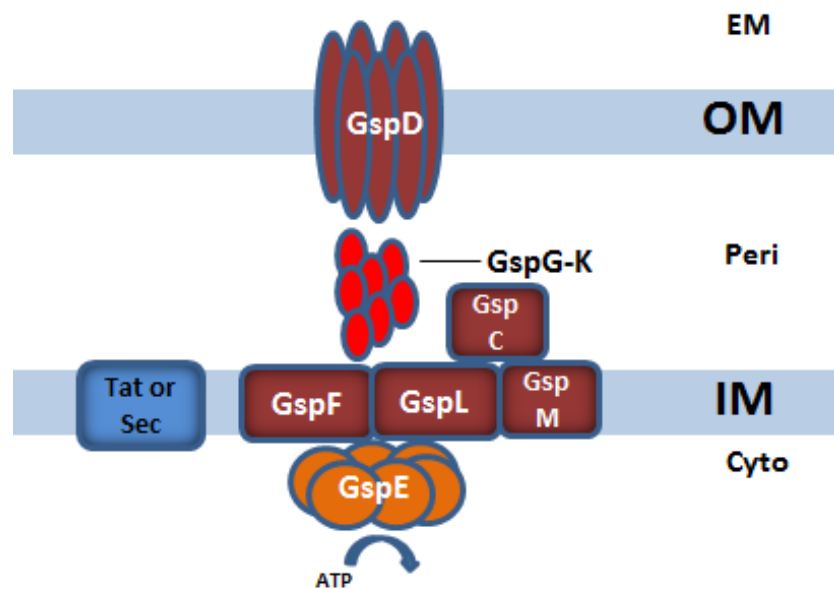 EM
OM
GspD
Peri
GspG-K
Gsp
C
Tat or
Sec
GspF
GspL
Gsp
M
IM
Cyto
GspE
ATP